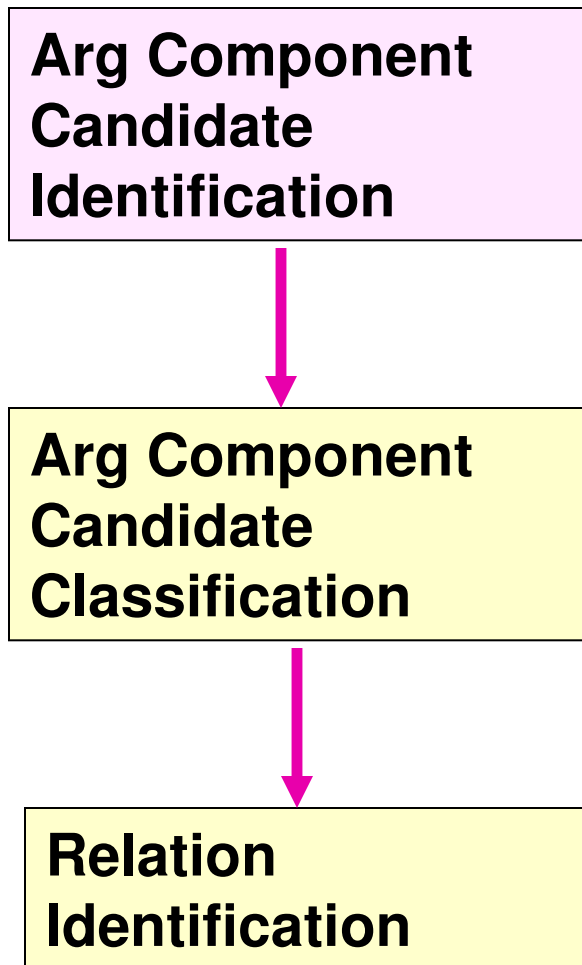 Arg Component
Candidate
Identification
Arg Component
Candidate
Classification
Relation
Identification